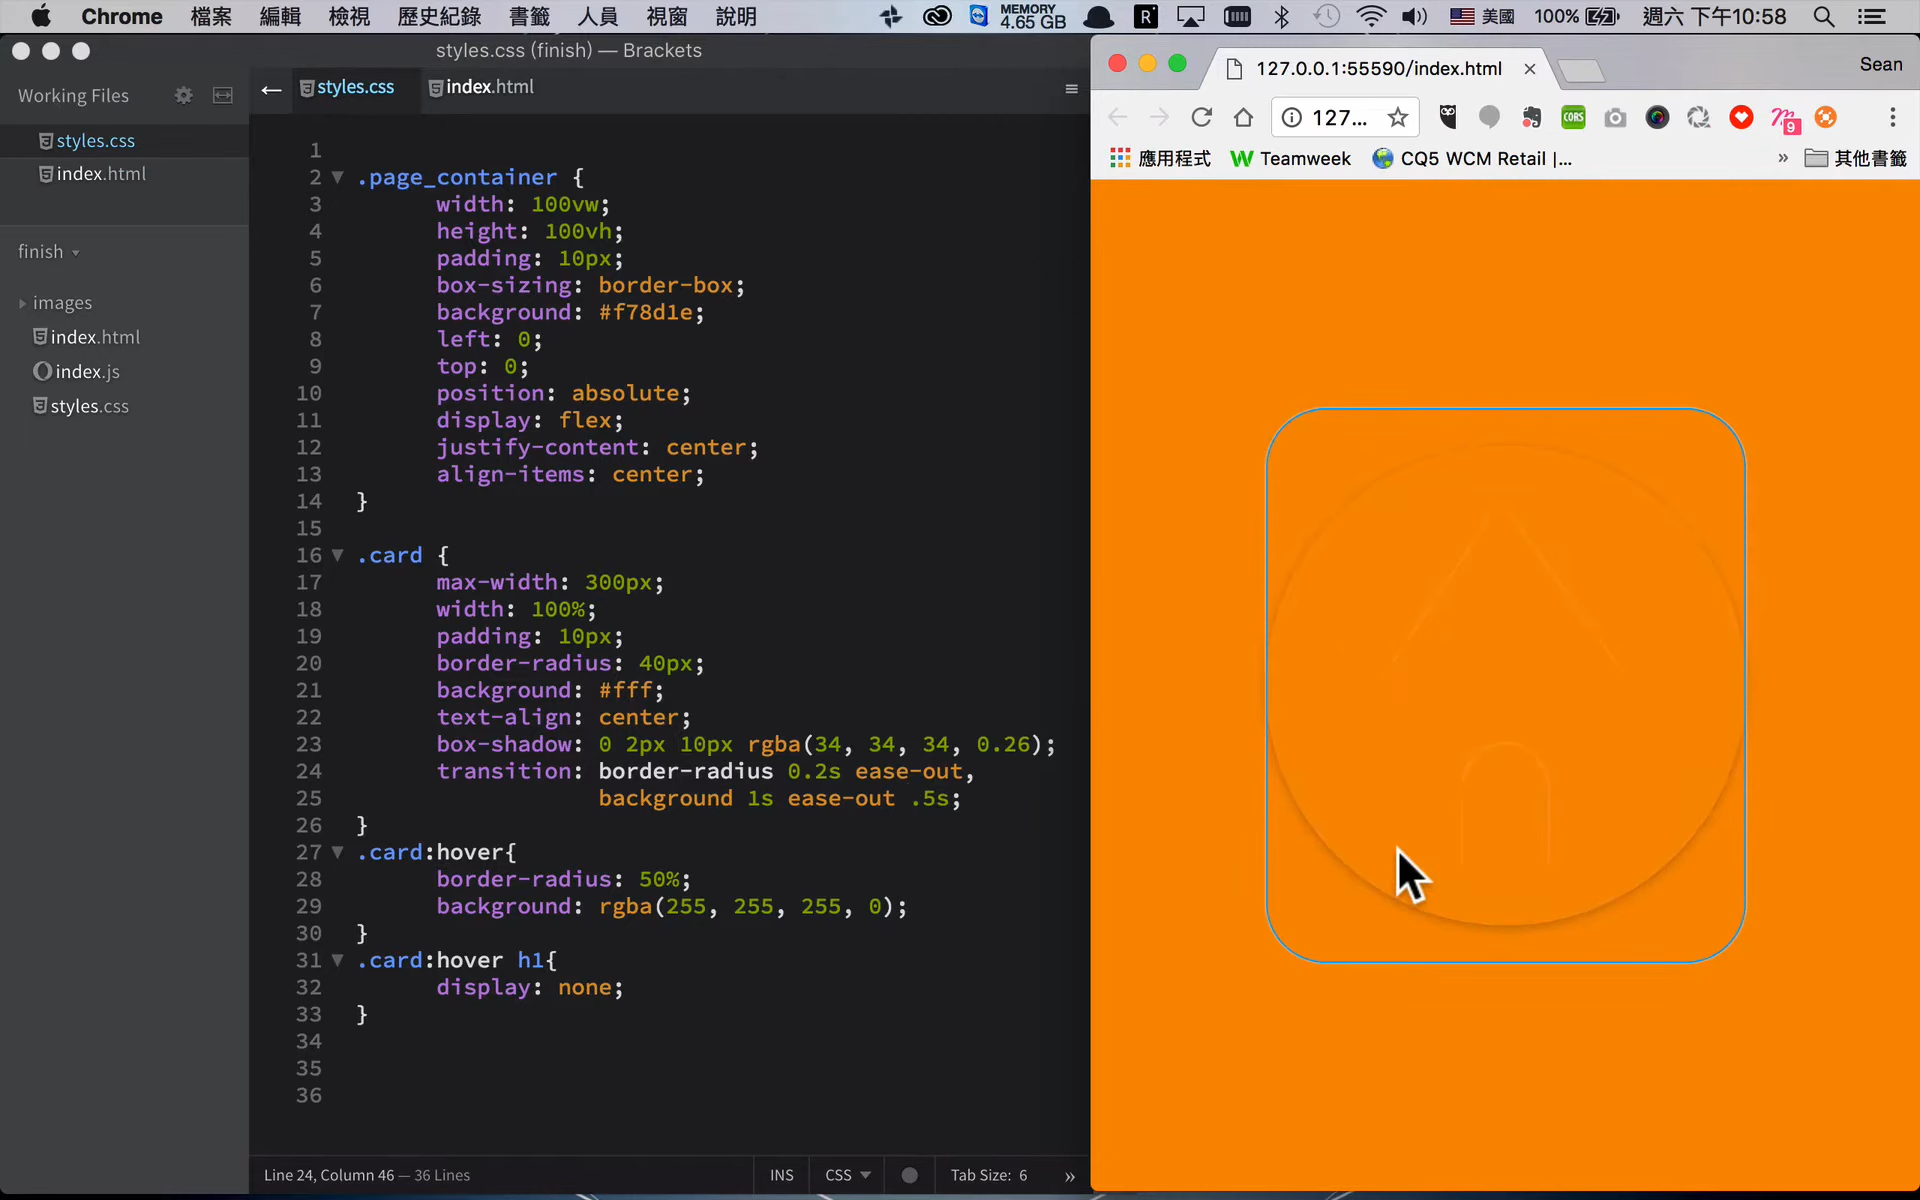 Chrome 檔案 編輯 檢視 歷史紀錄 書籤 人員 視窗 說明 MEMORY 4.65 GB R 美國 100% 週六 下午10:58
styles.css (finish) — Brackets
Working Files
styles.css
index.html
finish
images
index.html
index.js
styles.css
styles.css
index.html
1
2 .page_container {
3 width: 100vw;
4 height: 100vh;
5 padding: 10px;
6 box-sizing: border-box;
7 background: #f78d1e;
8 left: 0;
9 top: 0;
10 position: absolute;
11 display: flex;
12 justify-content: center;
13 align-items: center;
14 }
15
16 .card {
17 max-width: 300px;
18 width: 100%;
19 padding: 10px;
20 border-radius: 40px;
21 background: #fff;
22 text-align: center;
23 box-shadow: 0 2px 10px rgba(34, 34, 34, 0.26);
24 transition: border-radius 0.2s ease-out,
25 background 1s ease-out .5s;
26 }
27 .card:hover{
28 border-radius: 50%;
29 background: rgba(255, 255, 255, 0);
30 }
31 .card:hover h1{
32 display: none;
33 }
34
35
36
Line 24, Column 46 — 36 Lines
INS CSS Tab Size: 6 »
127.0.0.1:55590/index.html
Sean
127...
CORS
9
應用程式 Teamweek CQ5 WCM Retail |... » 其他書籤